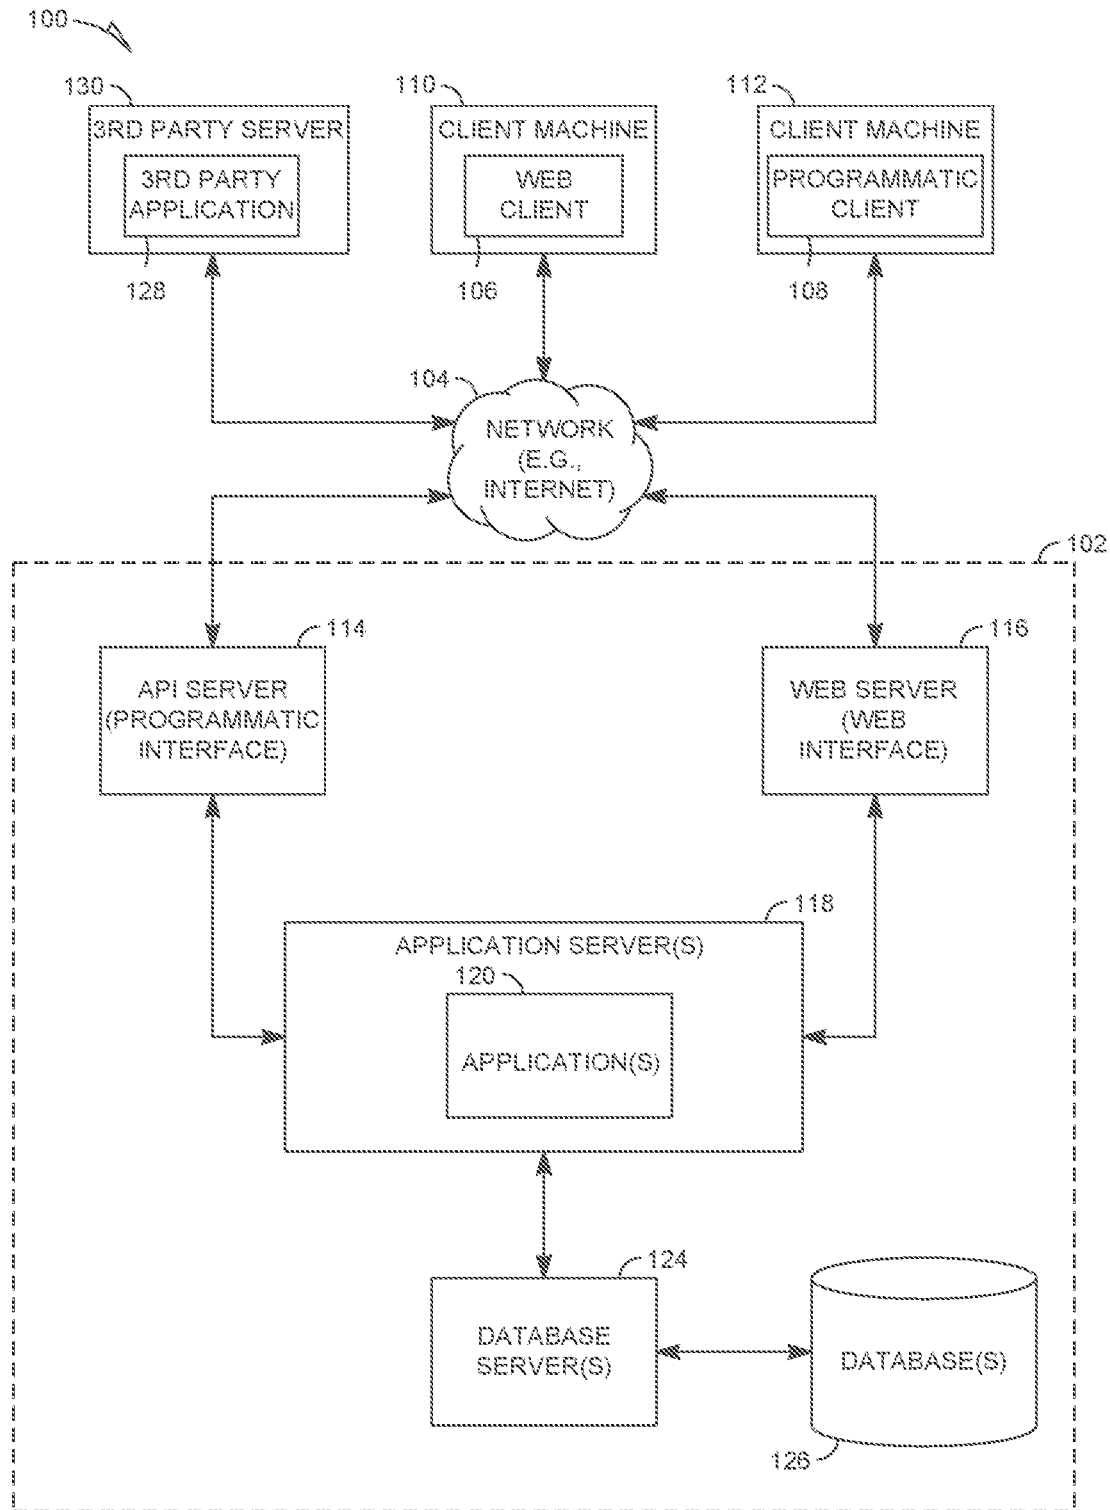 100
130
110
112
3RD PARTY SERVER
3RD PARTY
APPLICATION
128
CLIENT MACHINE
WEB
CLIENT
106
CLIENT MACHINE
PROGRAMMATIC
CLIENT
108
104
NETWORK
(E.G.,
INTERNET)
102
114
API SERVER
(PROGRAMMATIC
INTERFACE)
116
WEB SERVER
(WEB
INTERFACE)
118
APPLICATION SERVER(S)
120
APPLICATION(S)
124
DATABASE
SERVER(S)
DATABASE(S)
126